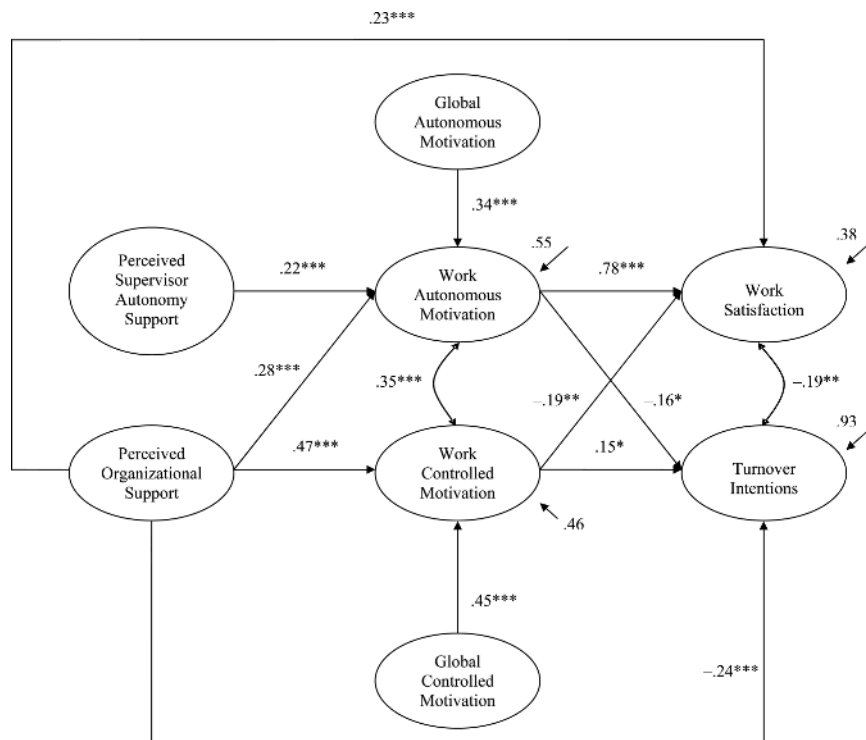 .23***
Global
Autonomous
Motivation
.34***
.55
.38
Perceived
Supervisor
Autonomy
Support
.22***
Work
Autonomous
Motivation
.78***
Work
Satisfaction
.28***
.35***
–.19**
–.16*
–.19**
.93
Perceived
Organizational
Support
.47***
Work
Controlled
Motivation
.15*
Turnover
Intentions
.46
.45***
Global
Controlled
Motivation
–.24***